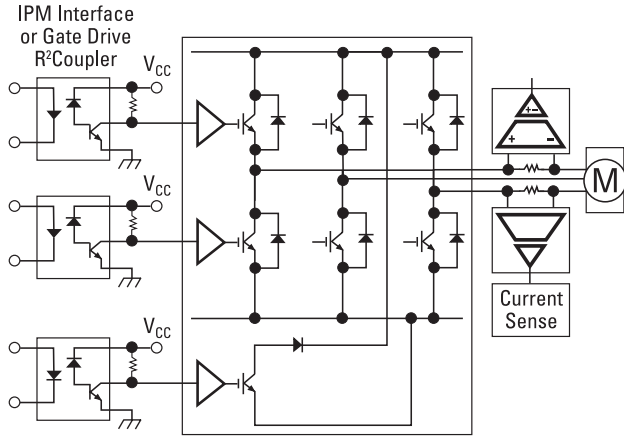 IPM Interface
or Gate Drive
R²Coupler
V_CC
V_CC
V_CC
+-
+ -
M
Current
Sense